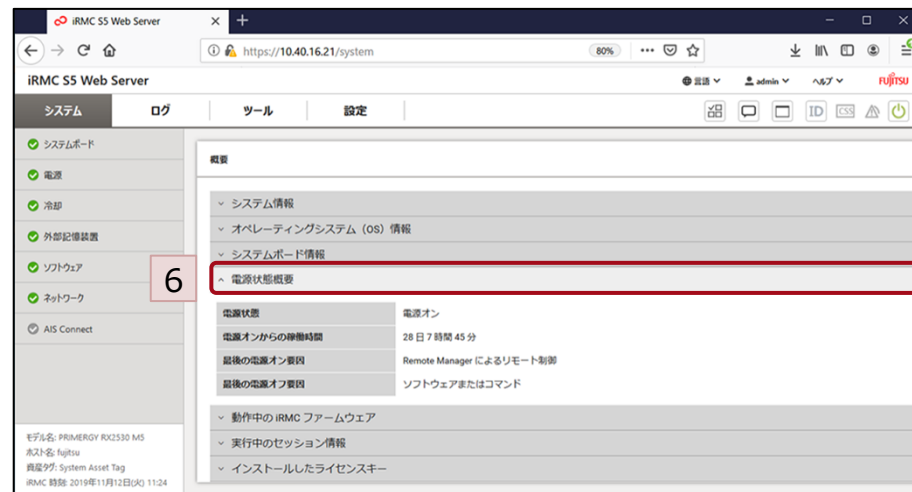 iRMC S5 Web Server
https://10.40.16.21/system
80%
iRMC S5 Web Server
言語
admin
ヘルプ
FUJITSU
システム
ログ
ツール
設定
ID
CSS
システムボード
電源
冷却
外部記憶装置
ソフトウェア
ネットワーク
AIS Connect
概要
システム情報
オペレーティングシステム（OS）情報
システムボード情報
6
電源状態概要
電源状態 電源オン
電源オンからの稼働時間 28 日 7 時間 45 分
最後の電源オン要因 Remote Manager によるリモート制御
最後の電源オフ要因 ソフトウェアまたはコマンド
動作中の iRMC ファームウェア
実行中のセッション情報
インストールしたライセンスキー
モデル名: PRIMERGY RX2530 M5
ホスト名: fujitsu
資産タグ: System Asset Tag
iRMC 時刻: 2019年11月12日(火) 11:24